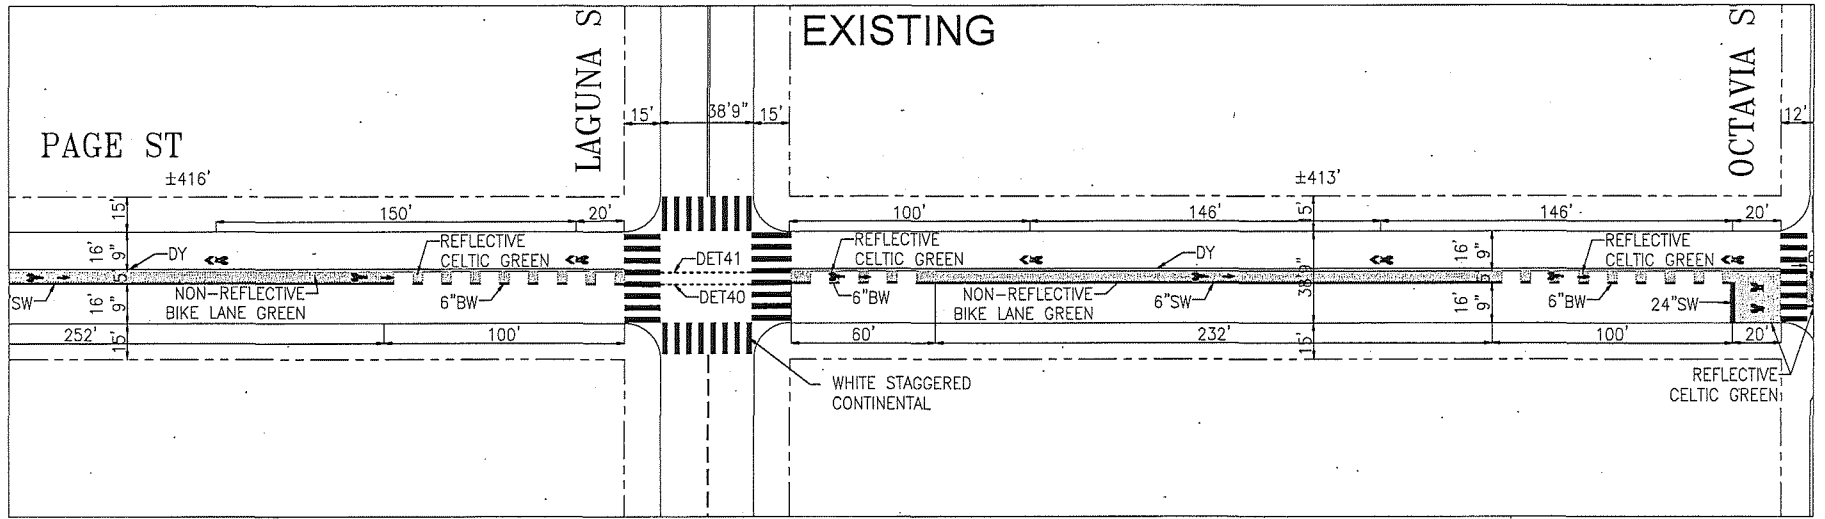 EXISTING
LAGUNA S
OCTAVIA S
PAGE ST
15'
38'9"
15'
12'
±416'
±413'
15'
150'
20'
100'
146'
15'
146'
20'
16'
9"
DY
REFLECTIVE
CELTIC GREEN
DET41
REFLECTIVE
CELTIC GREEN
DY
16'
9"
REFLECTIVE
CELTIC GREEN
6
5'
SW
NON-REFLECTIVE
BIKE LANE GREEN
6"BW
DET40
6"BW
NON-REFLECTIVE
BIKE LANE GREEN
6"SW
38'9"
5'
6"BW
24"SW
16'
9"
16'
9"
252'
15'
100'
60'
232'
15'
100'
20'
WHITE STAGGERED
CONTINENTAL
REFLECTIVE
CELTIC GREEN